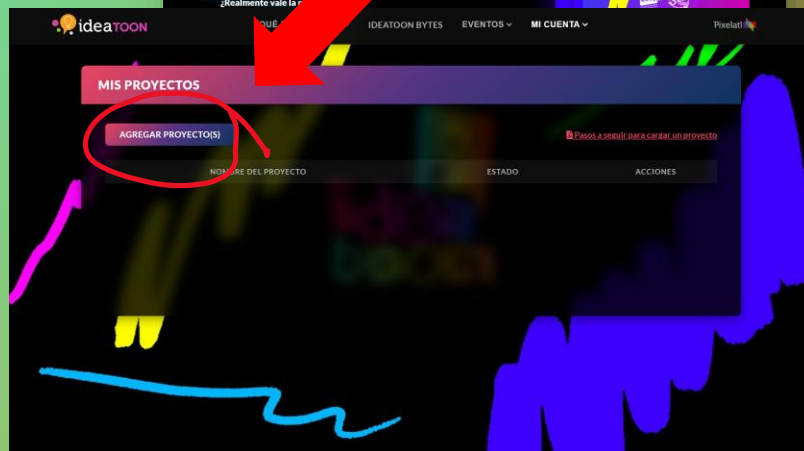 ¿Realmente vale la
ideaTOON
QUÉ
IDEATOON BYTES
EVENTOS
MI CUENTA
Pixelatl
MIS PROYECTOS
AGREGAR PROYECTO(S)
Pasos a seguir para cargar un proyecto
NOMBRE DEL PROYECTO
ESTADO
ACCIONES